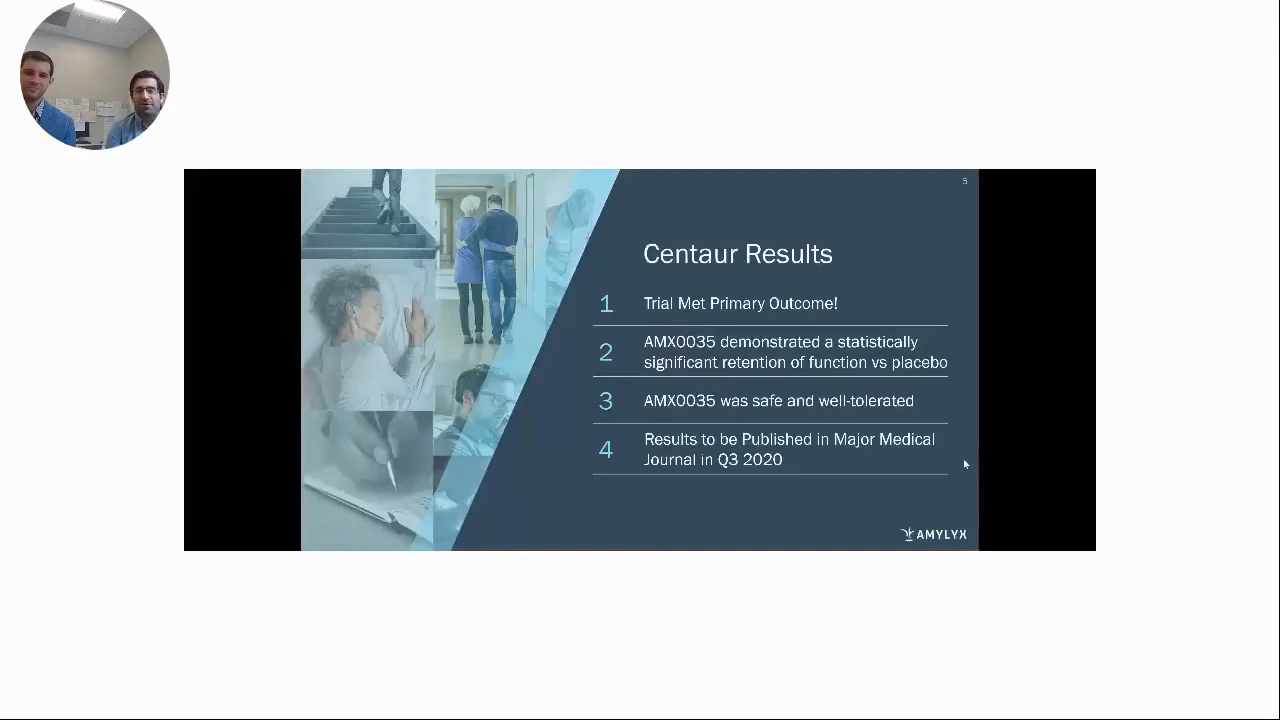 5
Centaur Results
1 Trial Met Primary Outcome!
2 AMX0035 demonstrated a statistically
significant retention of function vs placebo
3 AMX0035 was safe and well-tolerated
4 Results to be Published in Major Medical
Journal in Q3 2020
AMYLYX